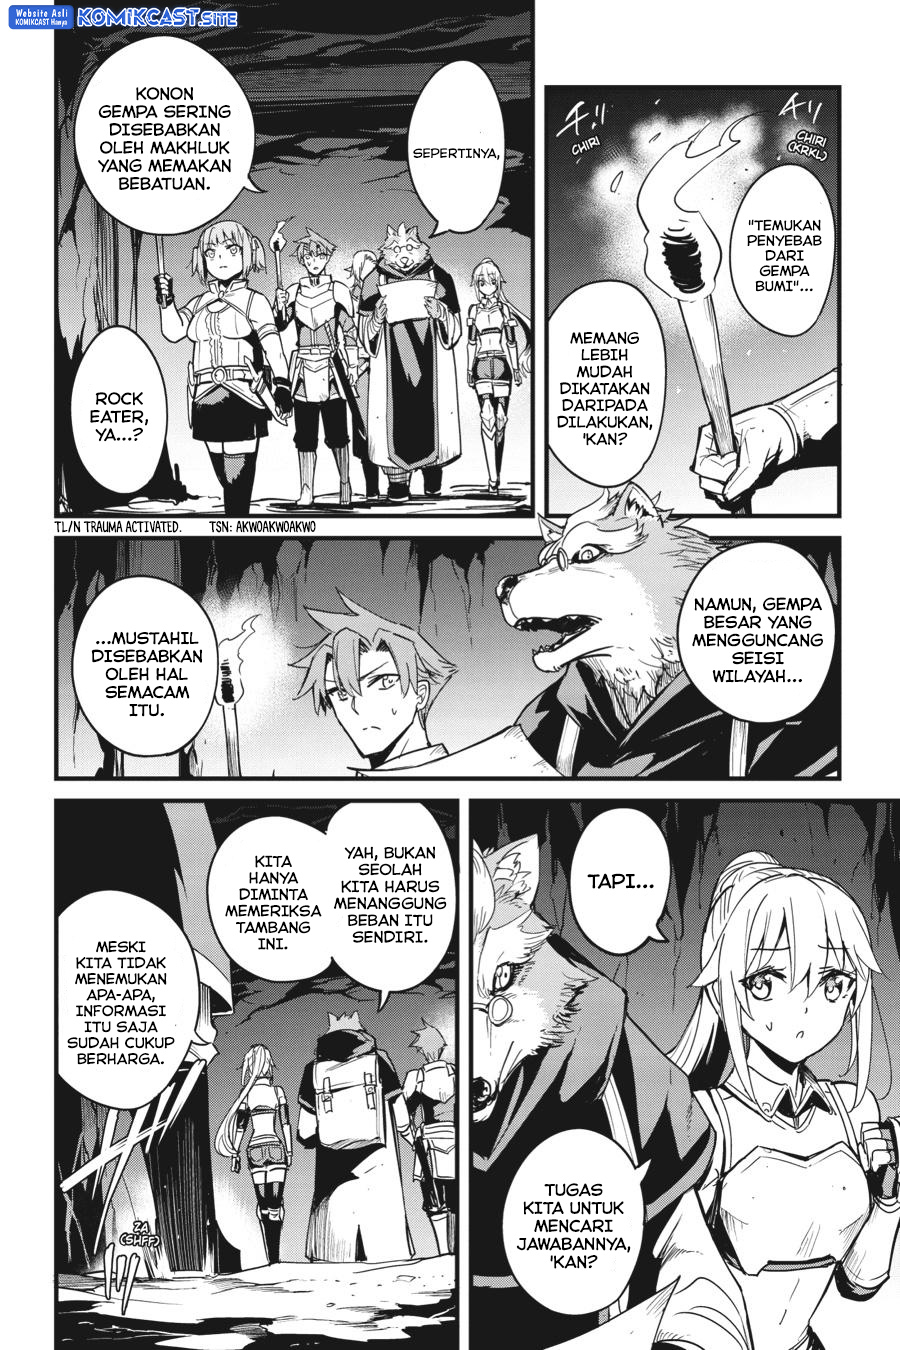 Website Asli
KOMIKCAST Hanya
KOMIKCAST.SITE
チリ
CHIRI
チリ
CHIRI
(KRKL)
"TEMUKAN
PENYEBAB
DARI
GEMPA
BUMI"...
MEMANG
LEBIH
MUDAH
DIKATAKAN
DARIPADA
DILAKUKAN,
'KAN?
SEPERTINYA,
KONON
GEMPA SERING
DISEBABKAN
OLEH MAKHLUK
YANG MEMAKAN
BEBATUAN.
ROCK
EATER,
YA...?
TL/N TRAUMA ACTIVATED.
TSN: AKWOAKWOAKWO
NAMUN, GEMPA
BESAR YANG
MENGGUNCANG
SEISI
WILAYAH...
...MUSTAHIL
DISEBABKAN
OLEH HAL
SEMACAM
ITU.
TAPI...
TUGAS
KITA UNTUK
MENCARI
JAWABANNYA,
'KAN?
YAH, BUKAN
SEOLAH
KITA HARUS
MENANGGUNG
BEBAN ITU
SENDIRI.
KITA
HANYA
DIMINTA
MEMERIKSA
TAMBANG
INI.
MESKI
KITA TIDAK
MENEMUKAN
APA-APA,
INFORMASI
ITU SAJA
SUDAH CUKUP
BERHARGA.
ZA
(SHFF)